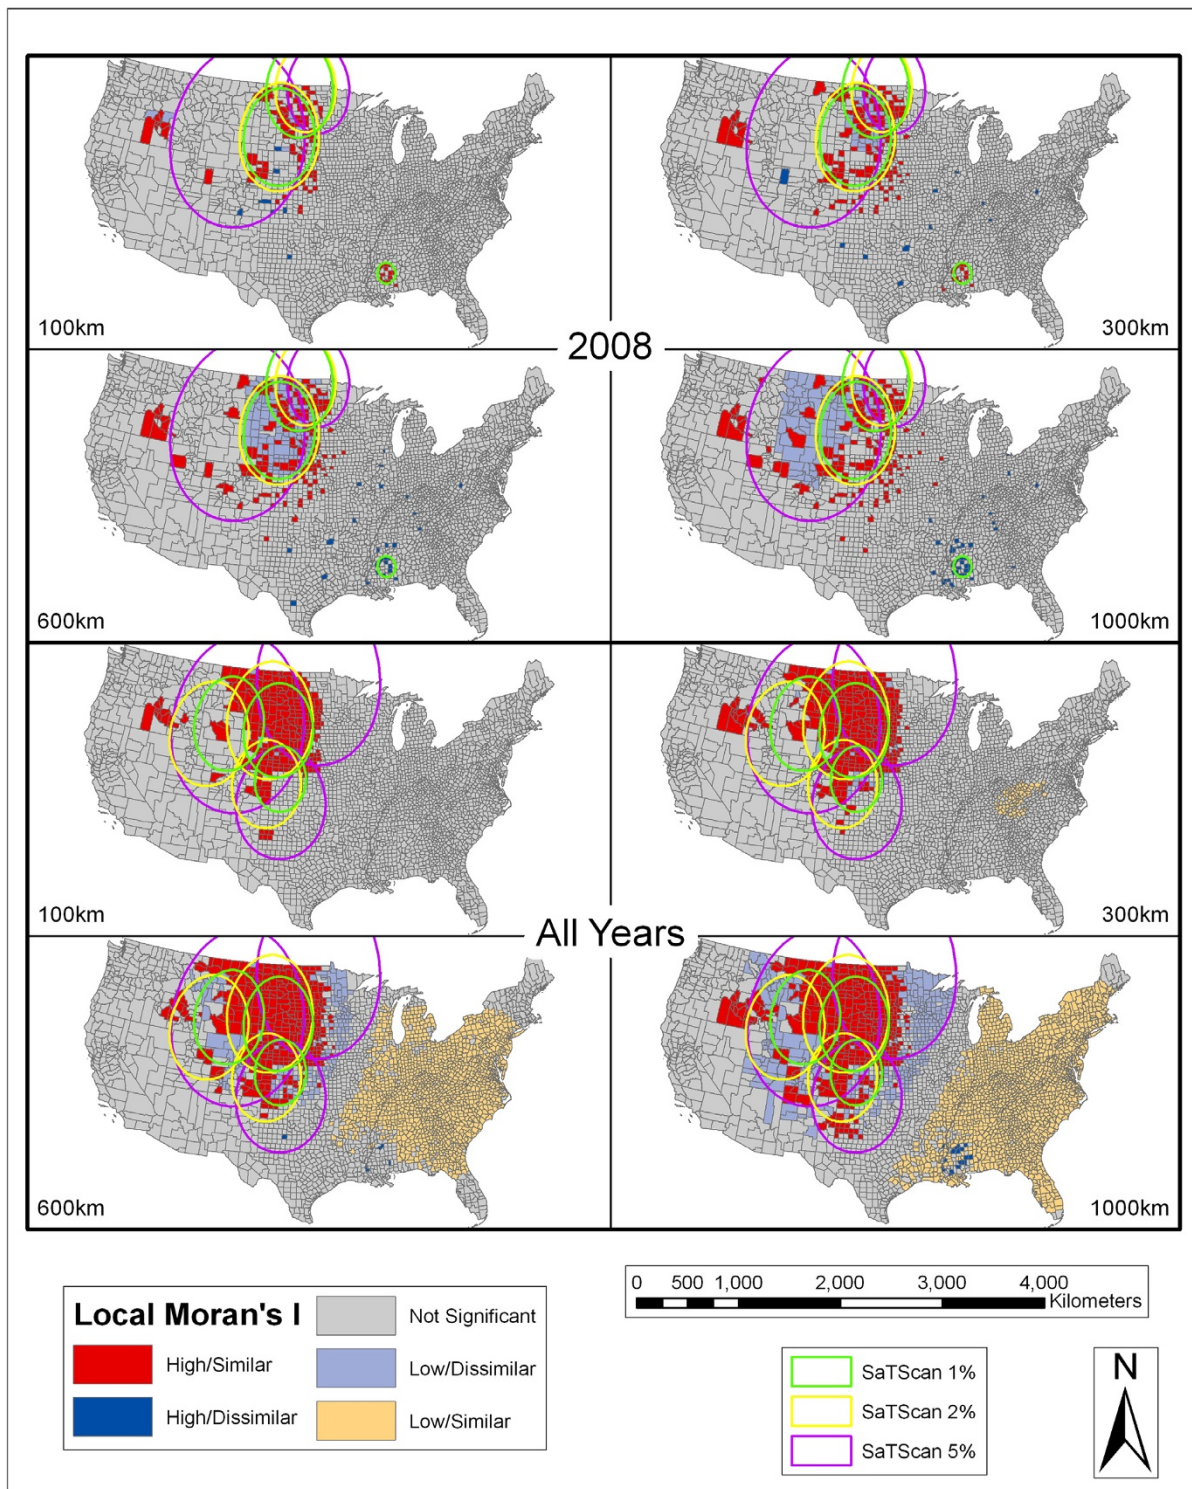 100km
300km
2008
600km
1000km
100km
300km
All Years
600km
1000km
Local Moran's I
High/Similar
High/Dissimilar
Not Significant
Low/Dissimilar
Low/Similar
0 500 1,000 2,000 3,000 4,000
Kilometers
SaTScan 1%
SaTScan 2%
SaTScan 5%
N